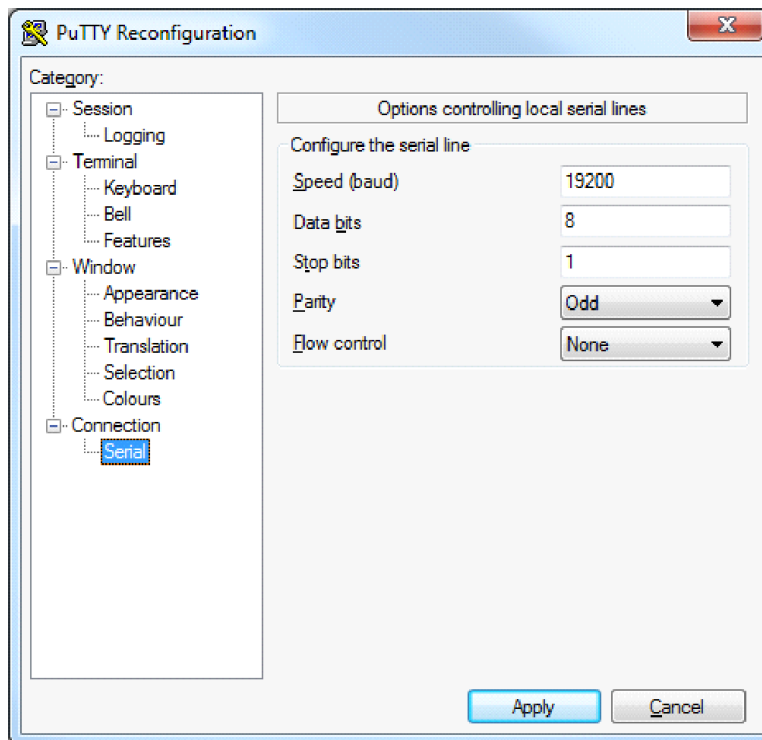 PuTTY Reconfiguration
Category:
Session
Logging
Terminal
Keyboard
Bell
Features
Window
Appearance
Behaviour
Translation
Selection
Colours
Connection
Serial
Options controlling local serial lines
Configure the serial line
Speed (baud) 19200
Data bits 8
Stop bits 1
Parity Odd
Flow control None
Apply Cancel